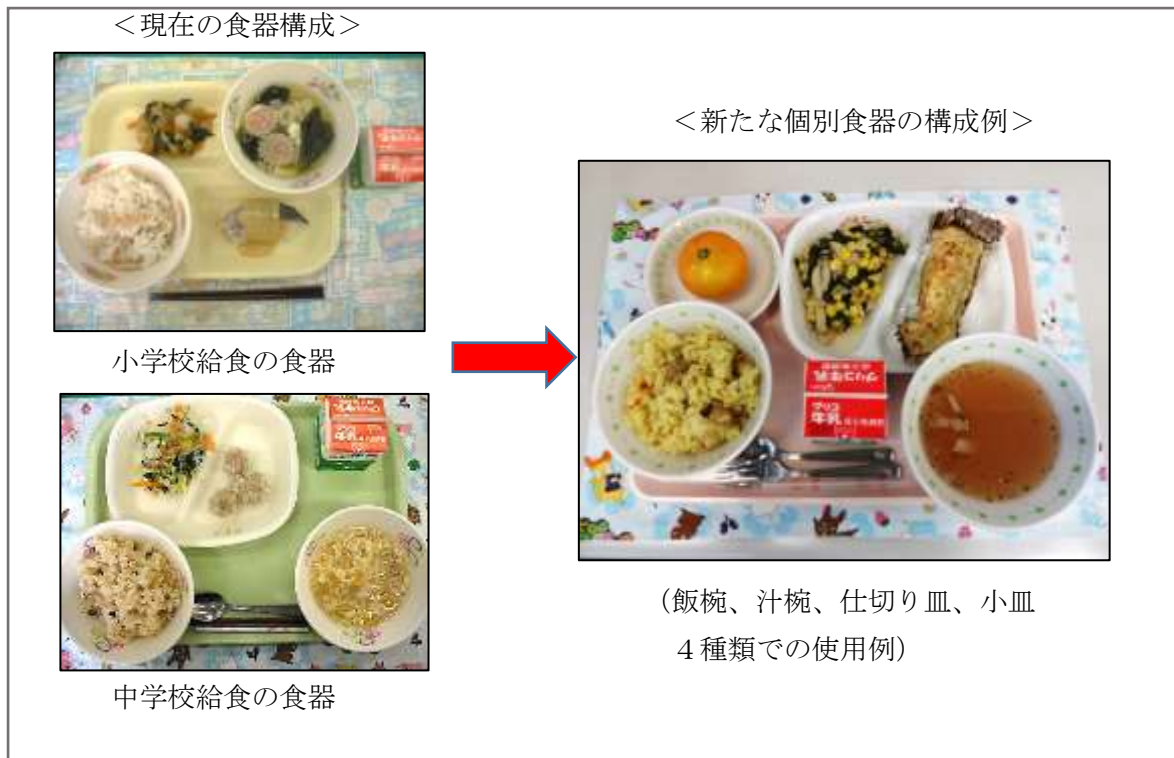 ＜現在の食器構成＞
小学校給食の食器
中学校給食の食器
＜新たな個別食器の構成例＞
（飯椀、汁椀、仕切り皿、小皿
４種類での使用例）